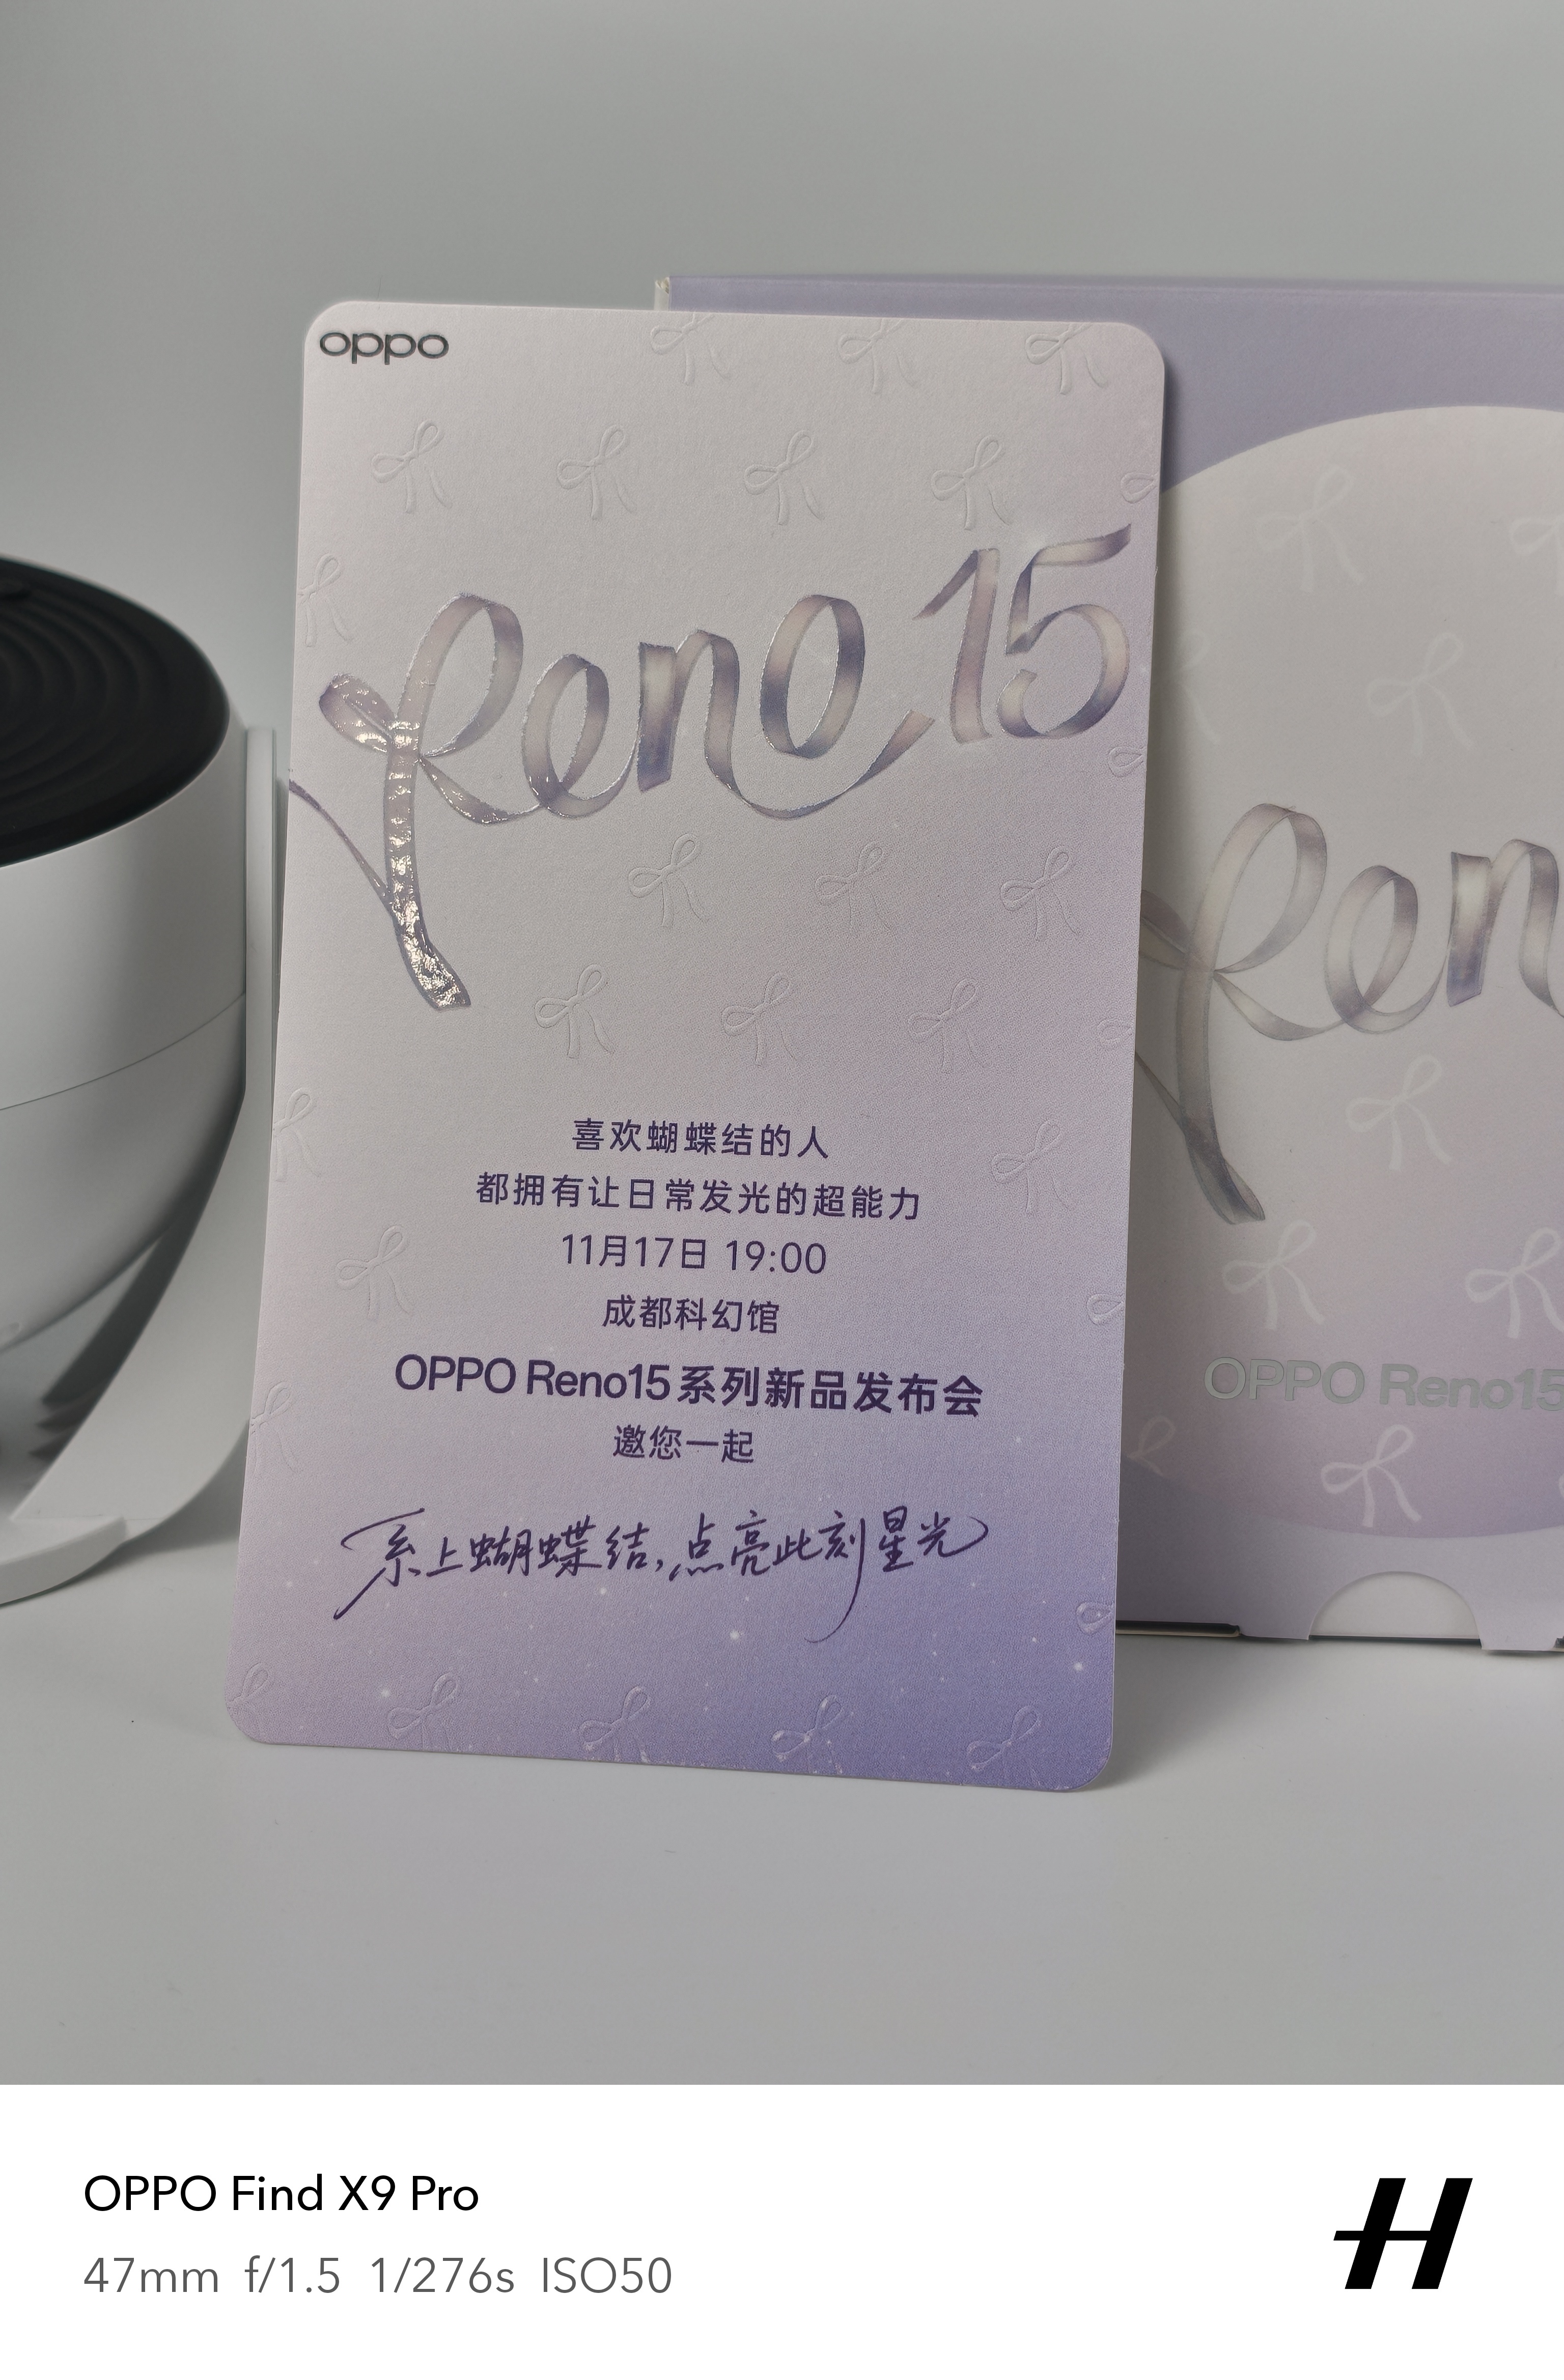 oppo
Reno 15
喜欢蝴蝶结的人
都拥有让日常发光的超能力
11月17日 19:00
成都科幻馆
OPPO Reno15系列新品发布会
邀您一起
系上蝴蝶结,点亮此刻星光
Ren
OPPO Reno15
OPPO Find X9 Pro
47mm f/1.5 1/276s ISO50
H